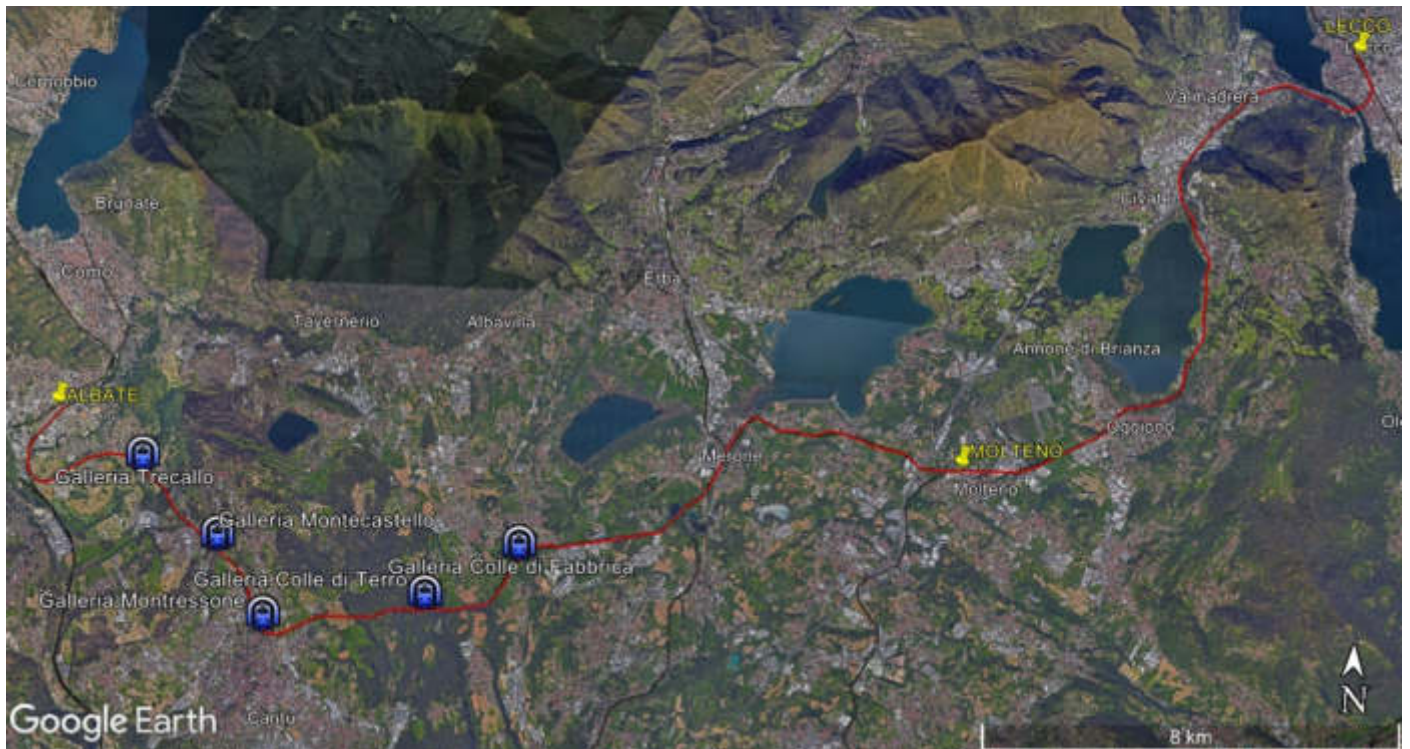 LECCO
Cernobbio
Valmadrera
Brunate
Como
Erba
Tavernerio
Albavilla
Annone di Brianza
ALBATE
Oggiono
Merone
MOLTENO
Molteno
Galleria Trecallo
Galleria Montecastello
Galleria Colle di Fabbrica
Galleria Colle di Terro
Galleria Montressone
Cantù
N
Google Earth
8 km